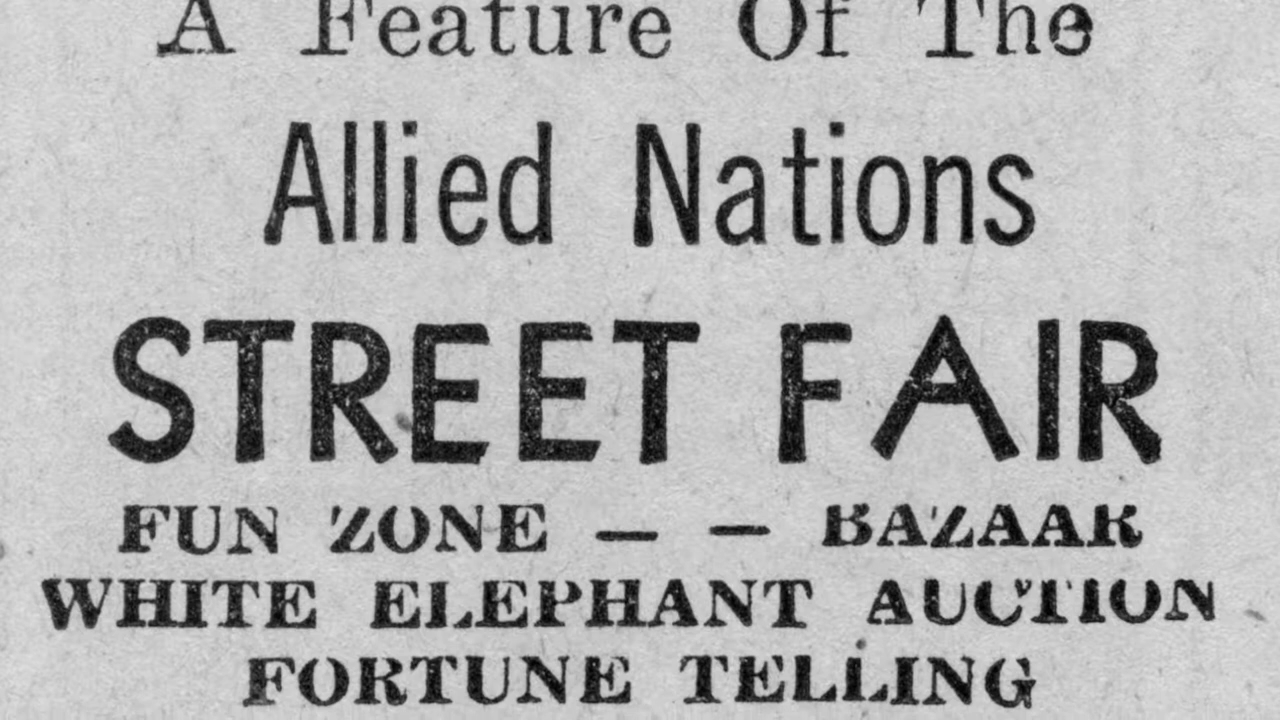 A Feature Of The
Allied Nations
STREET FAIR
FUN ZONE — — BAZAAR
WHITE ELEPHANT AUCTION
FORTUNE TELLING